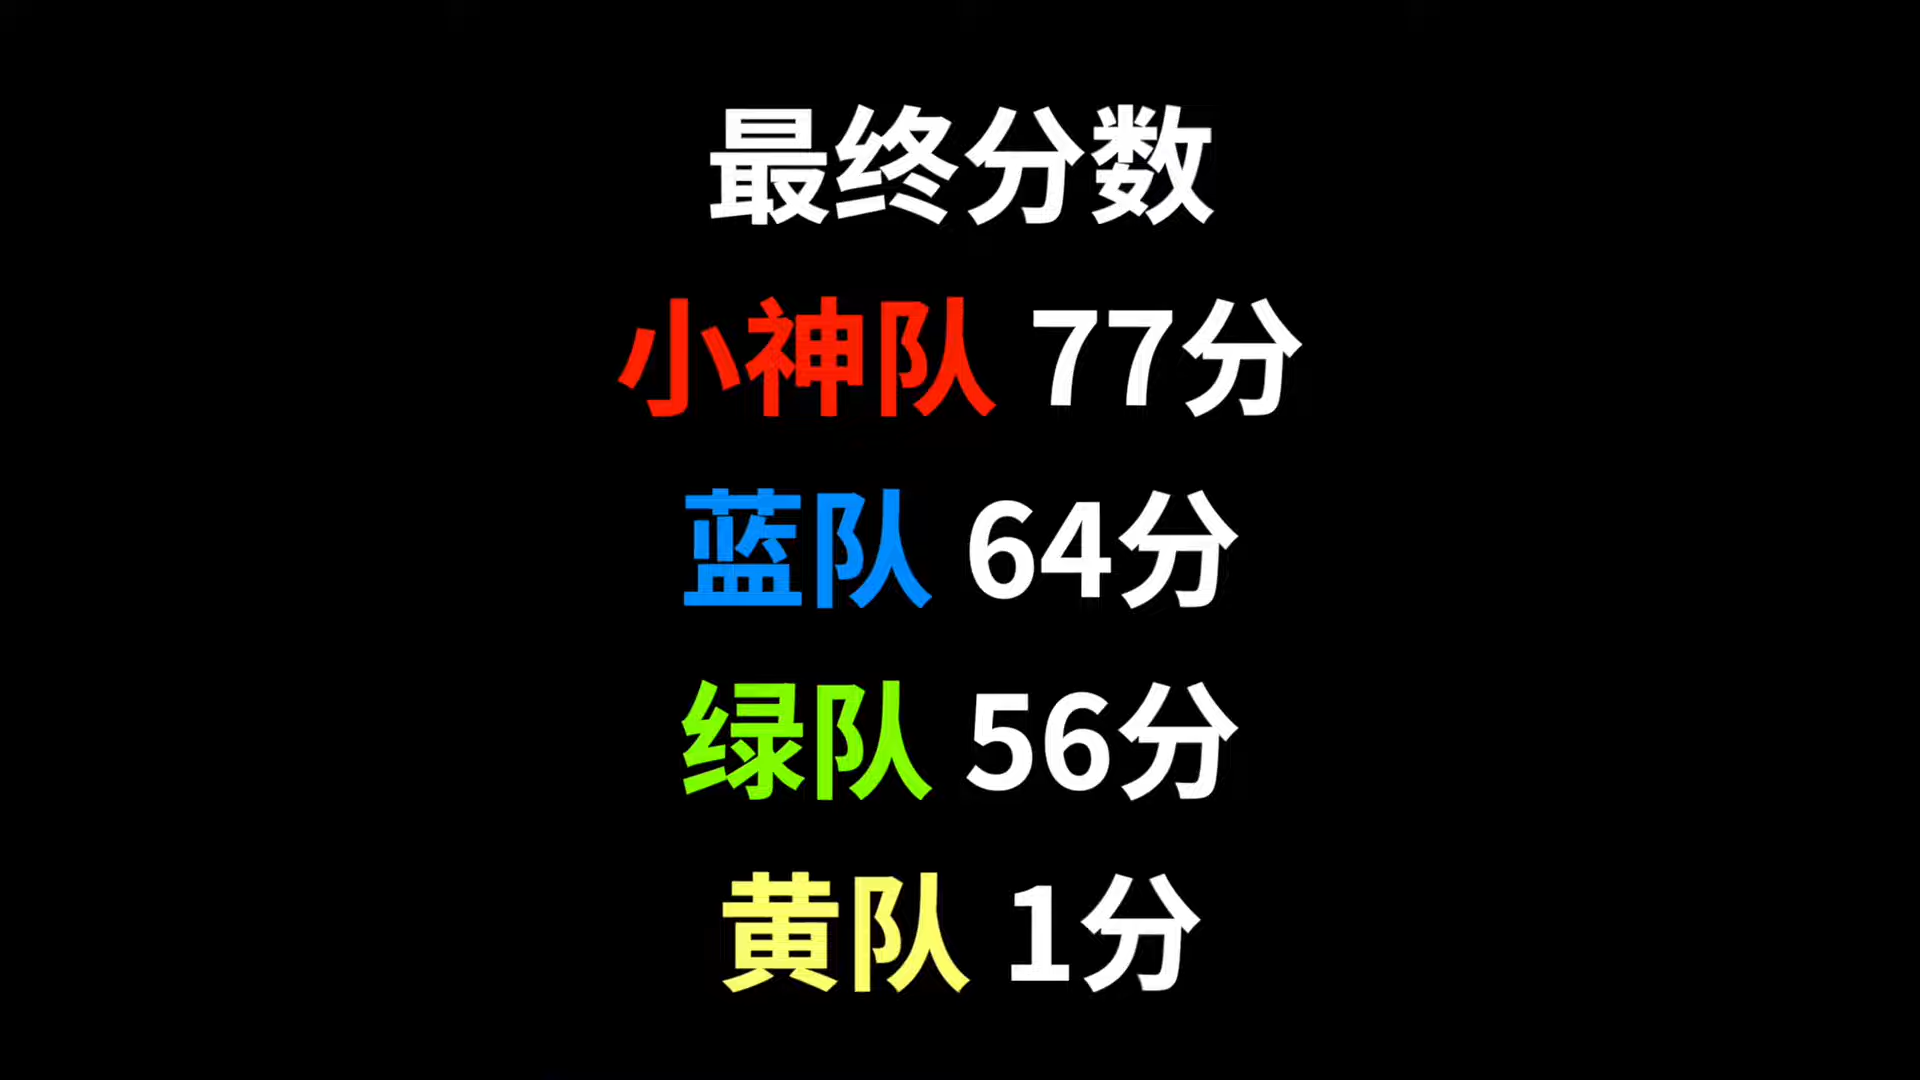 最终分数
小神队 77分
蓝队 64分
绿队 56分
黄队 1分